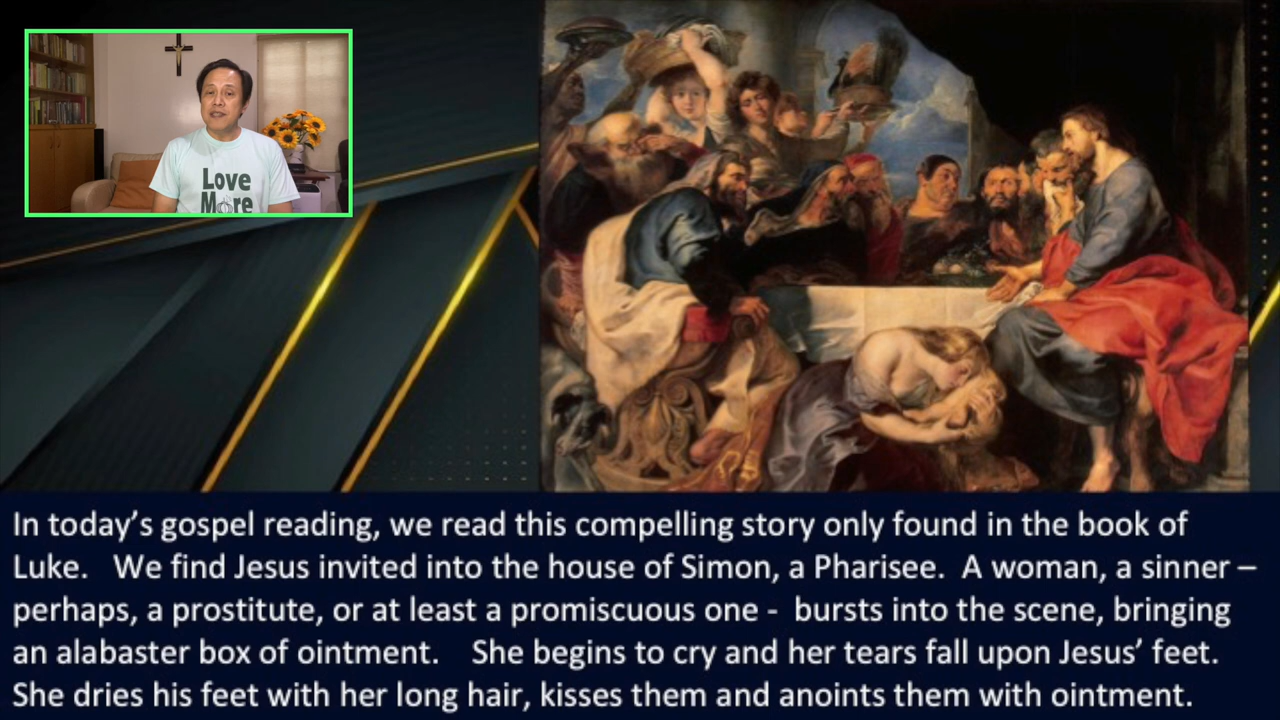 Love
More
In today’s gospel reading, we read this compelling story only found in the book of
Luke.   We find Jesus invited into the house of Simon, a Pharisee.  A woman, a sinner –
perhaps, a prostitute, or at least a promiscuous one -  bursts into the scene, bringing
an alabaster box of ointment.    She begins to cry and her tears fall upon Jesus’ feet.
She dries his feet with her long hair, kisses them and anoints them with ointment.